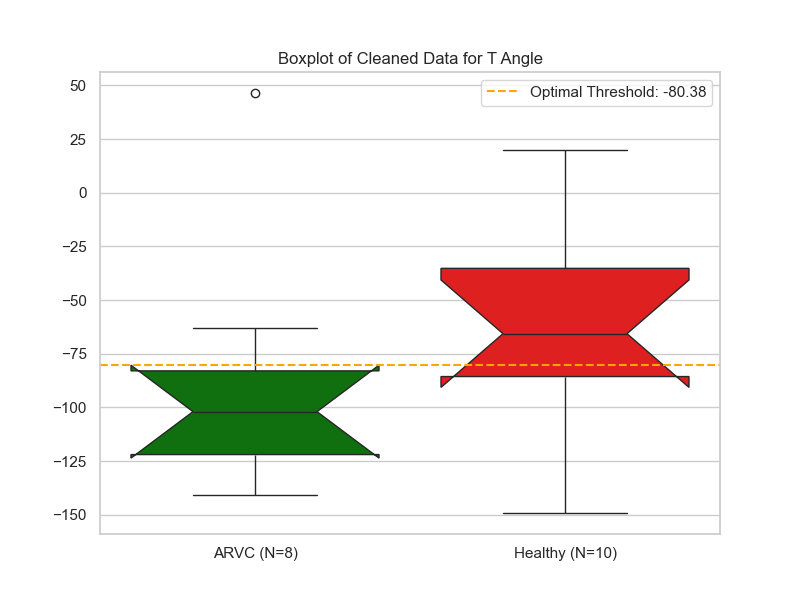 Boxplot of Cleaned Data for T Angle
Optimal Threshold: -80.38
50
25
0
−25
−50
−75
−100
−125
−150
ARVC (N=8)
Healthy (N=10)